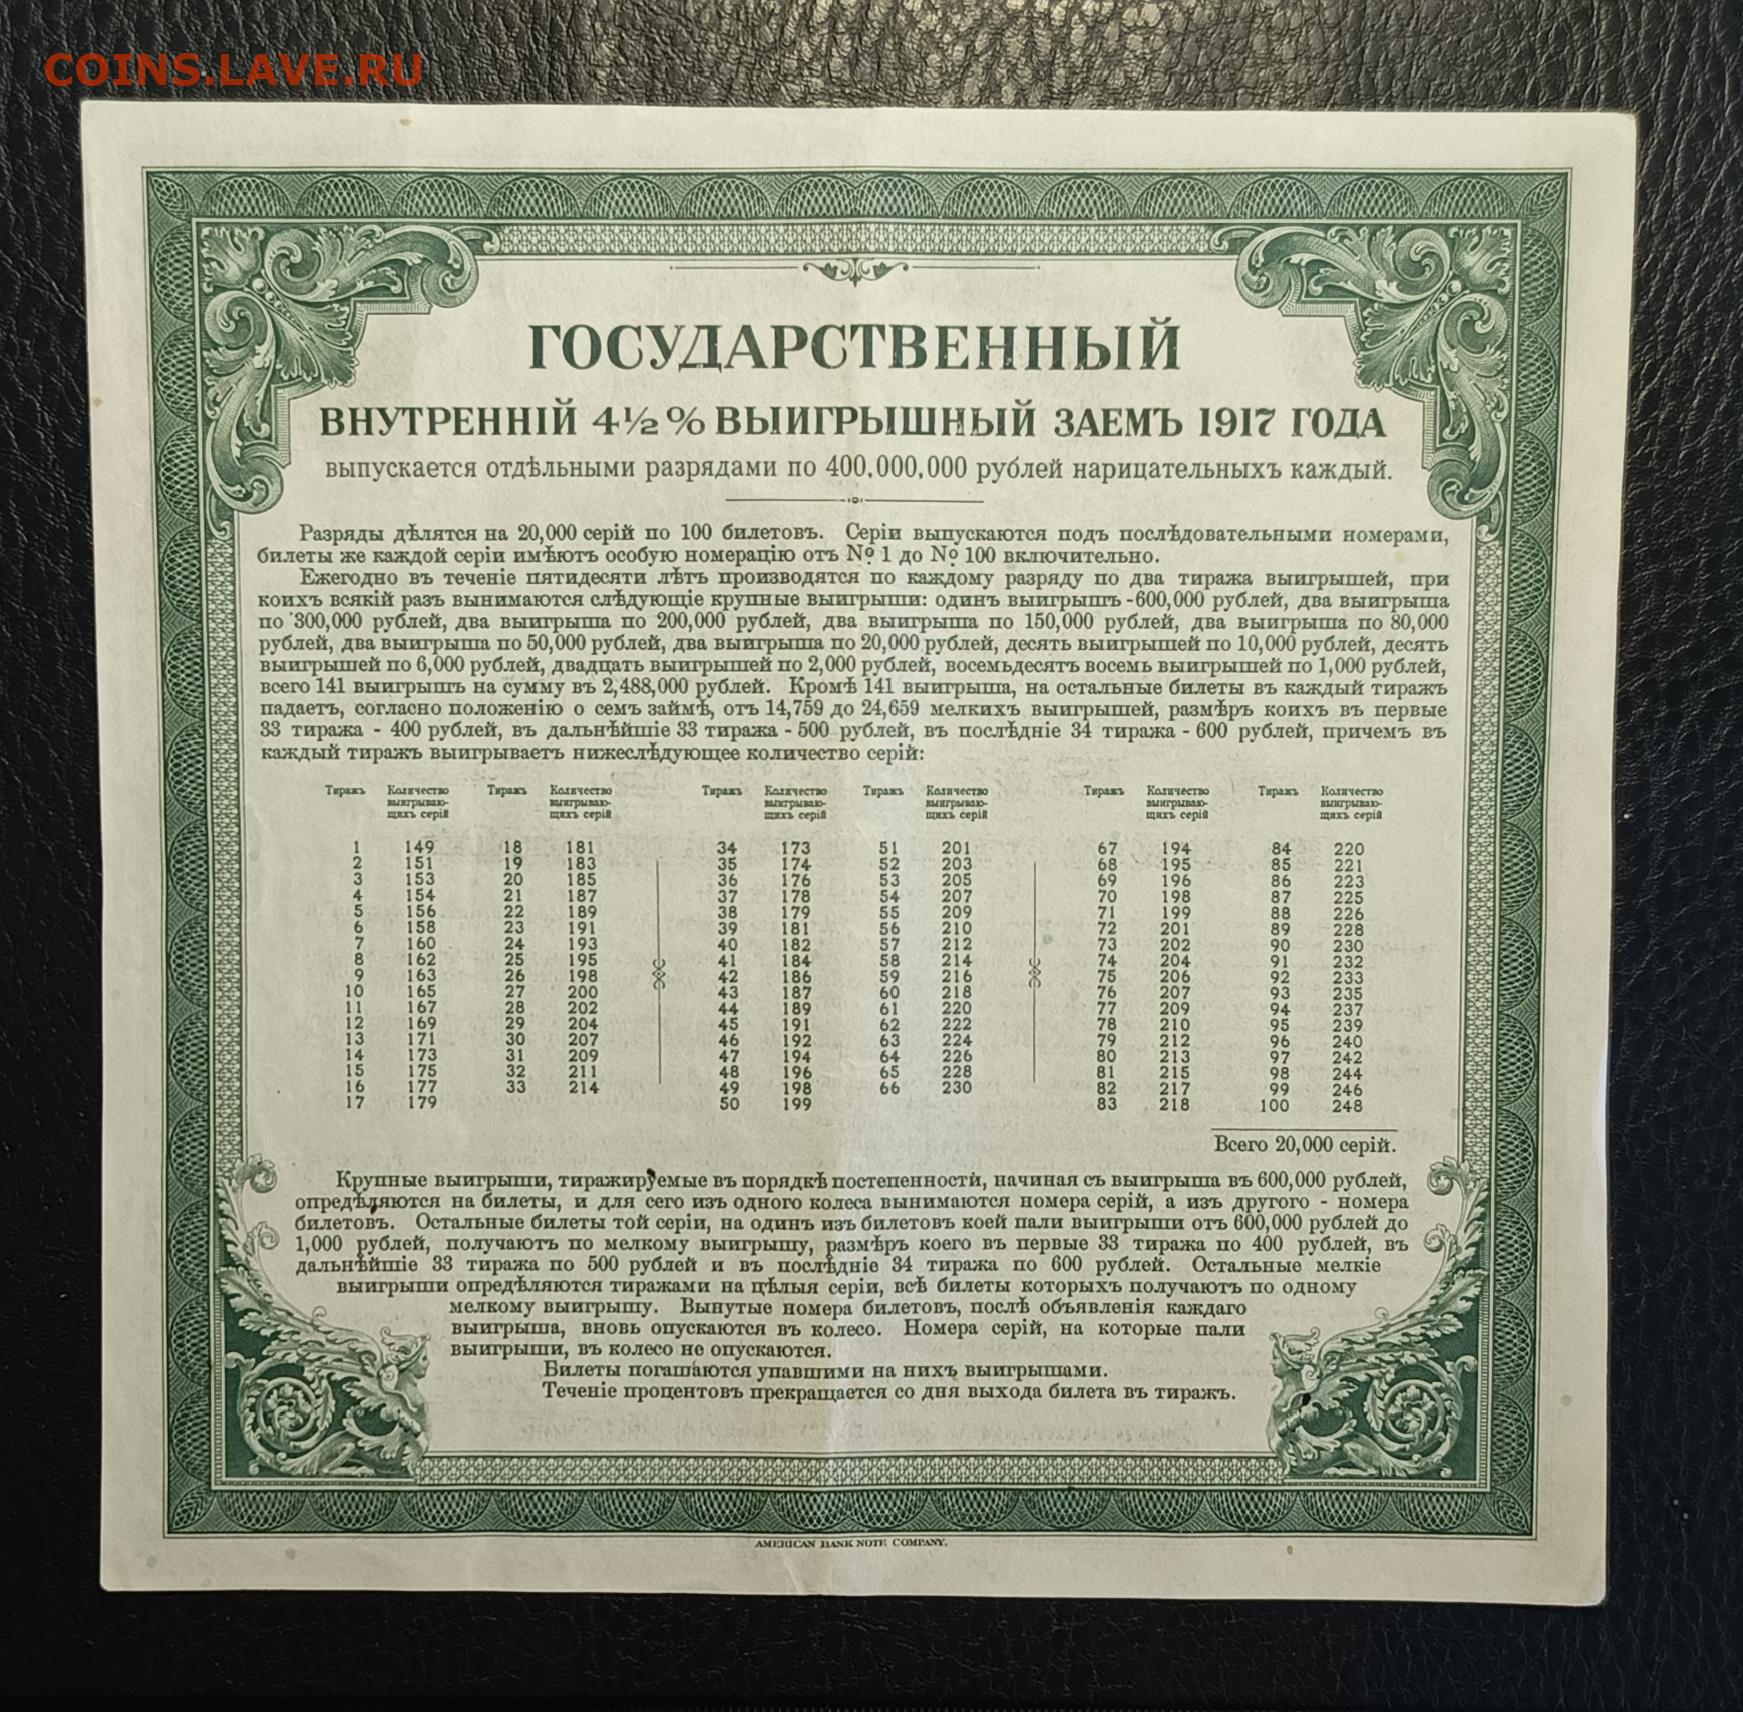 COINS.LAVE.RU
ГОСУДАРСТВЕННЫЙ
ВНУТРЕННІЙ 4½% ВЫИГРЫШНЫЙ ЗАЕМЪ 1917 ГОДА
выпускается отдѣльными разрядами по 400,000,000 рублей нарицательныхъ каждый.
Разряды дѣлятся на 20,000 серій по 100 билетовъ. Серіи выпускаются подъ послѣдовательными номерами,
билеты же каждой серіи имѣютъ особую номерацію отъ № 1 до № 100 включительно.
Ежегодно въ теченіе пятидесяти лѣтъ производятся по каждому разряду по два тиража выигрышей, при
коихъ всякій разъ вынимаются слѣдующіе крупные выигрыши: одинъ выигрышъ - 600,000 рублей, два выигрыша
по 300,000 рублей, два выигрыша по 200,000 рублей, два выигрыша по 150,000 рублей, два выигрыша по 80,000
рублей, два выигрыша по 50,000 рублей, два выигрыша по 20,000 рублей, десять выигрышей по 10,000 рублей, десять
выигрышей по 6,000 рублей, двадцать выигрышей по 2,000 рублей, восемьдесятъ восемь выигрышей по 1,000 рублей,
всего 141 выигрышъ на сумму въ 2,488,000 рублей. Кромѣ 141 выигрыша, на остальные билеты въ каждый тиражъ
падаетъ, согласно положенію о семъ займѣ, отъ 14,759 до 24,659 мелкихъ выигрышей, размѣръ коихъ въ первые
33 тиража - 400 рублей, въ дальнѣйшіе 33 тиража - 500 рублей, въ послѣдніе 34 тиража - 600 рублей, причемъ въ
каждый тиражъ выигрываетъ нижеслѣдующее количество серій:
Тиражъ Количество Тиражъ Количество Тиражъ Количество Тиражъ Количество Тиражъ Количество Тиражъ Количество
выигрываю- выигрываю- выигрываю- выигрываю- выигрываю- выигрываю-
щихъ серій щихъ серій щихъ серій щихъ серій щихъ серій щихъ серій
1 149 18 181 34 173 51 201 67 194 84 220
2 151 19 183 35 174 52 203 68 195 85 221
3 153 20 185 36 176 53 205 69 196 86 223
4 154 21 187 37 178 54 207 70 198 87 225
5 156 22 189 38 179 55 209 71 199 88 226
6 158 23 191 39 181 56 210 72 201 89 228
7 160 24 193 40 182 57 212 73 202 90 230
8 162 25 195 41 184 58 214 74 204 91 232
9 163 26 198 42 186 59 216 75 206 92 233
10 165 27 200 43 187 60 218 76 207 93 235
11 167 28 202 44 189 61 220 77 209 94 237
12 169 29 204 45 191 62 222 78 210 95 239
13 171 30 207 46 192 63 224 79 212 96 240
14 173 31 209 47 194 64 226 80 213 97 242
15 175 32 211 48 196 65 228 81 215 98 244
16 177 33 214 49 198 66 230 82 217 99 246
17 179 50 199 83 218 100 248
Всего 20,000 серій.
Крупные выигрыши, тиражируемые въ порядкѣ постепенности, начиная съ выигрыша въ 600,000 рублей,
опредѣляются на билеты, и для сего изъ одного колеса вынимаются номера серій, а изъ другого - номера
билетовъ. Остальные билеты той серіи, на одинъ изъ билетовъ коей пали выигрыши отъ 600,000 рублей до
1,000 рублей, получаютъ по мелкому выигрышу, размѣръ коего въ первые 33 тиража по 400 рублей, въ
дальнѣйшіе 33 тиража по 500 рублей и въ послѣдніе 34 тиража по 600 рублей. Остальные мелкіе
выигрыши опредѣляются тиражами на цѣлыя серіи, всѣ билеты которыхъ получаютъ по одному
мелкому выигрышу. Вынутые номера билетовъ, послѣ объявленія каждаго
выигрыша, вновь опускаются въ колесо. Номера серій, на которые пали
выигрыши, въ колесо не опускаются.
Билеты погашаются упавшими на нихъ выигрышами.
Теченіе процентовъ прекращается со дня выхода билета въ тиражъ.
AMERICAN BANK NOTE COMPANY.